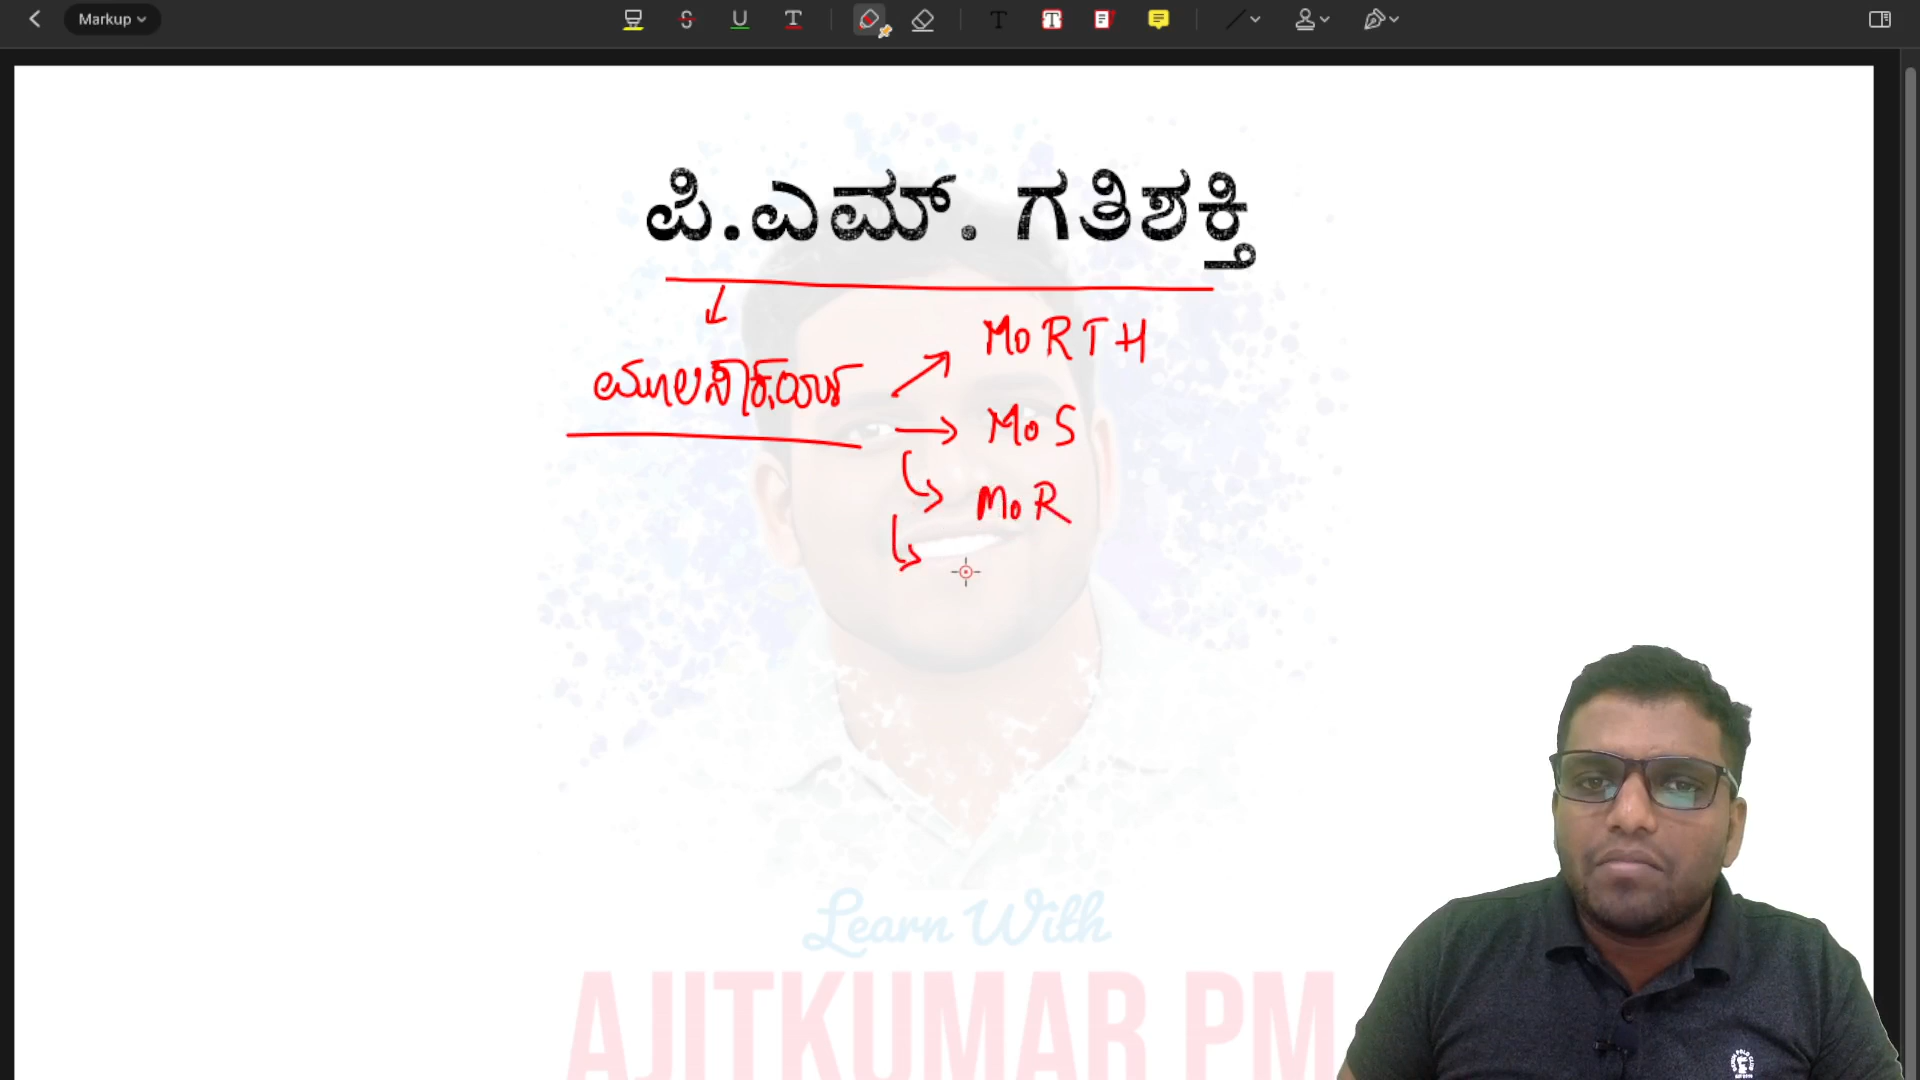 Markup
ಪಿ.ಎಮ್. ಗತಿಶಕ್ತಿ
ಮೂಲಸೌಕರ್ಯ
MoRTH
MoS
MoR
Learn With
AJITKUMAR PM